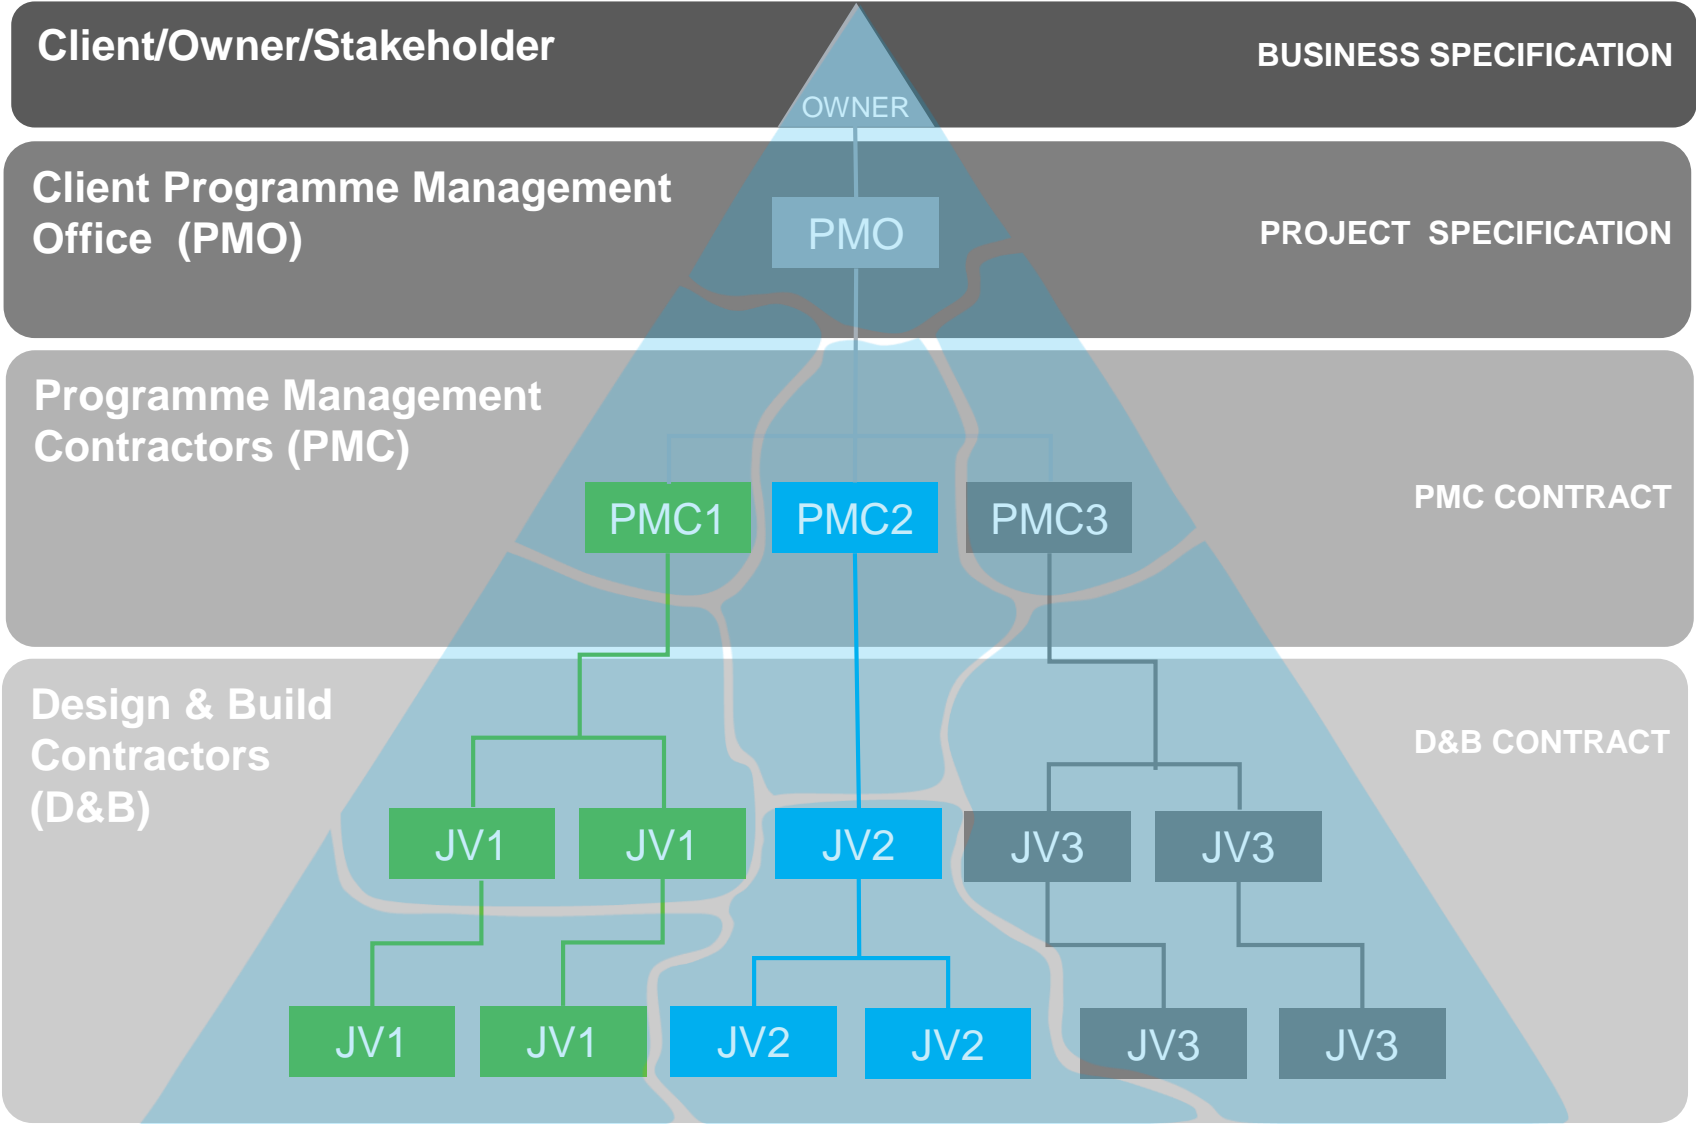 Client/Owner/Stakeholder
BUSINESS SPECIFICATION
OWNER
Client Programme Management
Office (PMO)
PMO
PROJECT SPECIFICATION
Programme Management
Contractors (PMC)
PMC1
PMC2
PMC3
PMC CONTRACT
Design & Build
Contractors
(D&B)
D&B CONTRACT
JV1
JV1
JV2
JV3
JV3
JV1
JV1
JV2
JV2
JV3
JV3